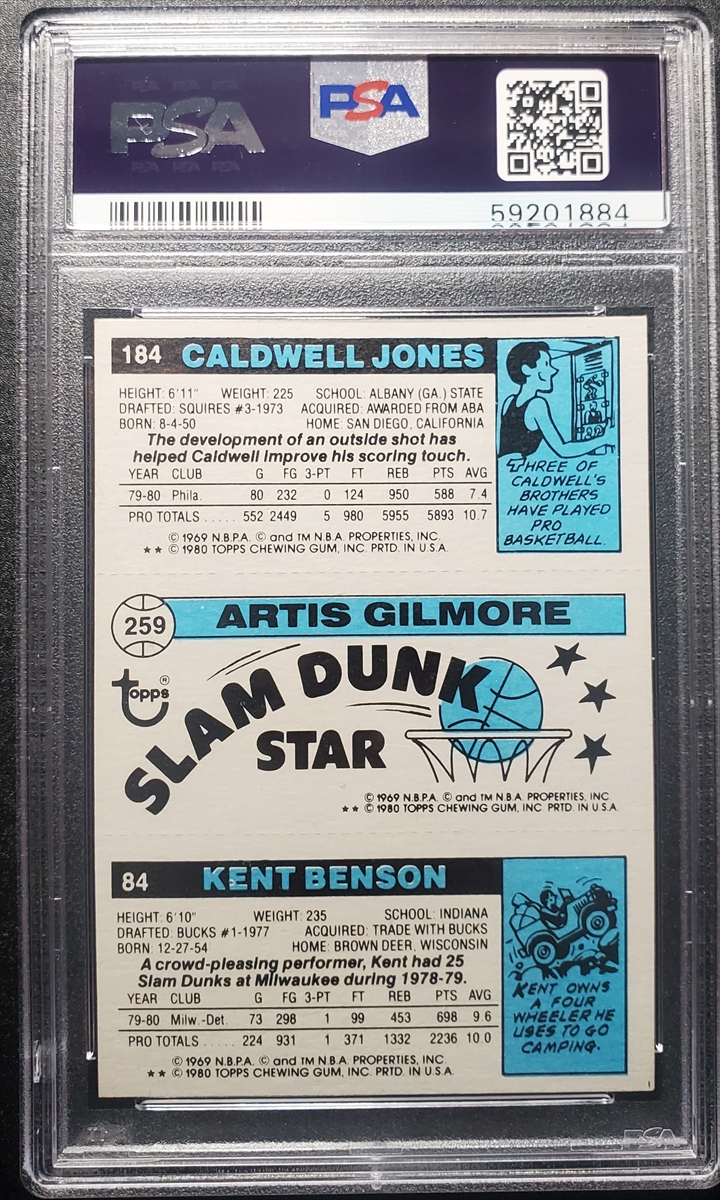 PSA
PSA
59201884
184 CALDWELL JONES
HEIGHT: 6'11" WEIGHT: 225 SCHOOL: ALBANY (GA.) STATE
DRAFTED: SQUIRES #3-1973 ACQUIRED: AWARDED FROM ABA
BORN: 8-4-50 HOME: SAN DIEGO, CALIFORNIA
The development of an outside shot has
helped Caldwell improve his scoring touch.
YEAR CLUB G FG 3-PT FT REB PTS AVG
79-80 Phila. 80 232 0 124 950 588 7.4
PRO TOTALS ..... 552 2449 5 980 5955 5893 10.7
© 1969 N.B.P.A. © and TM N.B.A. PROPERTIES, INC.
★★ © 1980 TOPPS CHEWING GUM, INC. PRTD. IN U.S.A.
THREE OF
CALDWELL'S
BROTHERS
HAVE PLAYED
PRO
BASKETBALL.
259 ARTIS GILMORE
topps®
SLAM DUNK
STAR
© 1969 N.B.P.A. © and TM N.B.A. PROPERTIES, INC
★★ © 1980 TOPPS CHEWING GUM, INC PRTD. IN U.S.A.
84 KENT BENSON
HEIGHT: 6'10" WEIGHT: 235 SCHOOL: INDIANA
DRAFTED: BUCKS #1-1977 ACQUIRED: TRADE WITH BUCKS
BORN: 12-27-54 HOME: BROWN DEER, WISCONSIN
A crowd-pleasing performer, Kent had 25
Slam Dunks at Milwaukee during 1978-79.
YEAR CLUB G FG 3-PT FT REB PTS AVG
79-80 Milw.-Det. 73 298 1 99 453 698 9.6
PRO TOTALS ..... 224 931 1 371 1332 2236 10.0
© 1969 N.B.P.A. © and TM N.B.A. PROPERTIES, INC.
★★ © 1980 TOPPS CHEWING GUM, INC. PRTD. IN U.S.A.
KENT OWNS
A FOUR
WHEELER HE
USES TO GO
CAMPING.
PSA